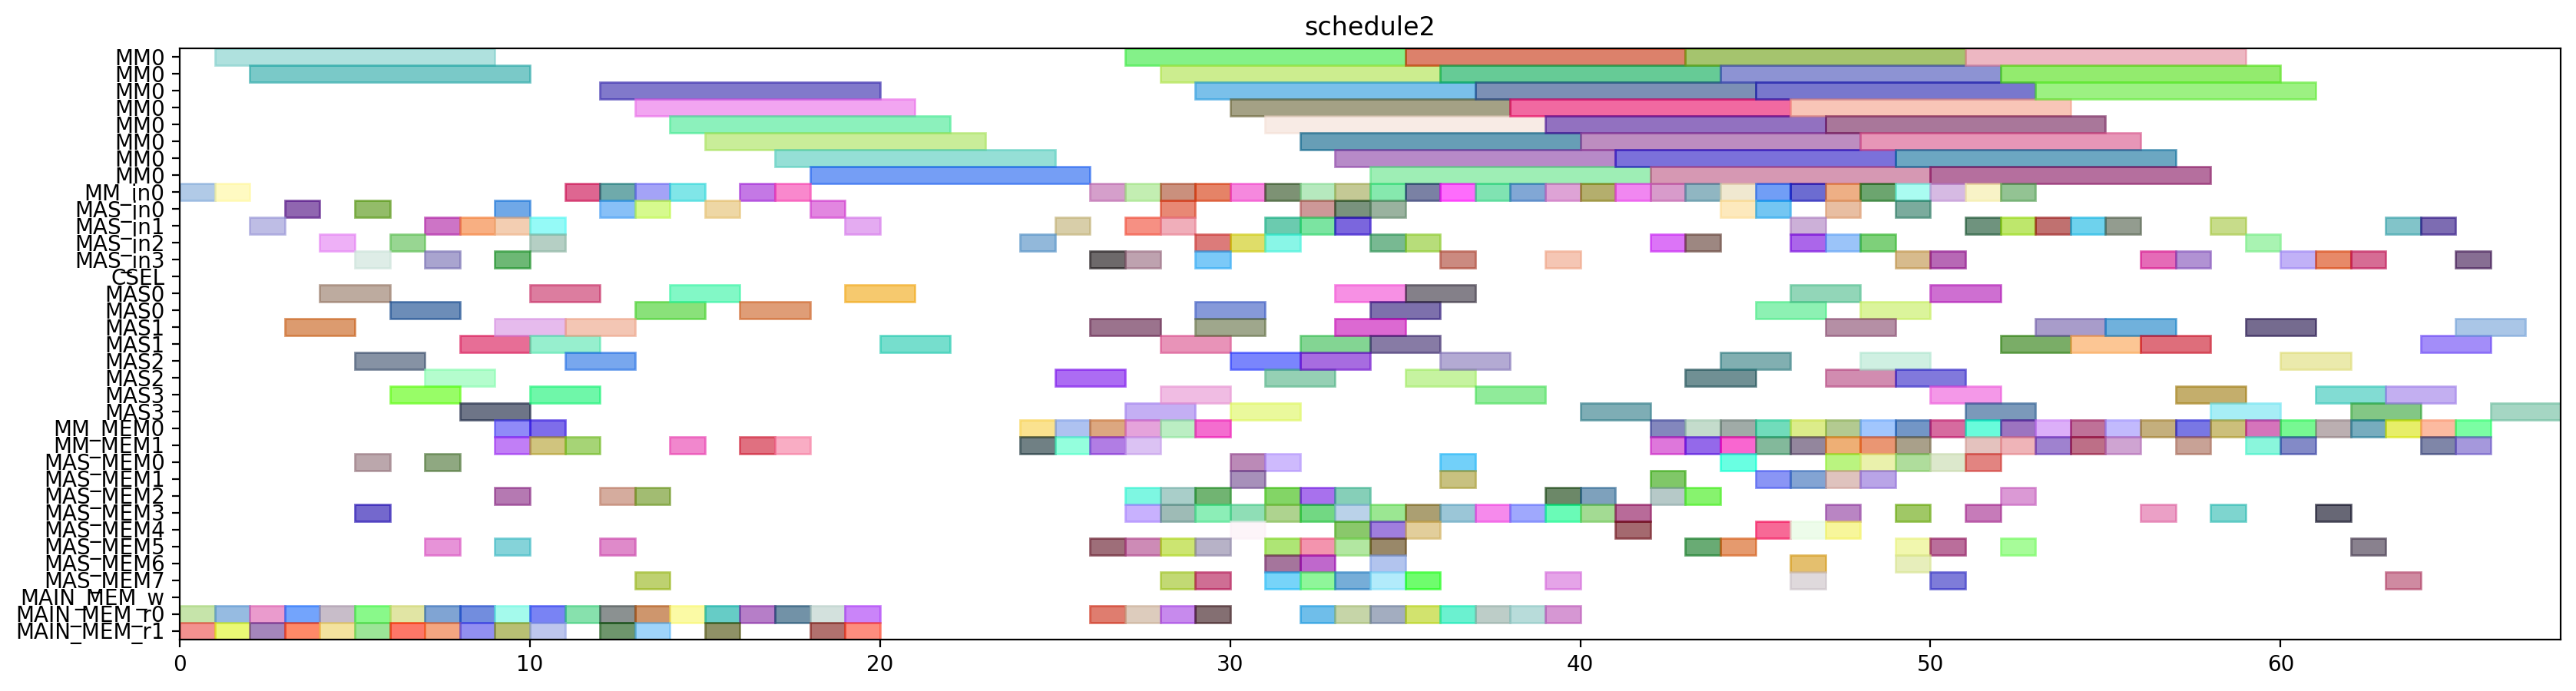 schedule2
MM0
MM0
MM0
MM0
MM0
MM0
MM0
MM0
MM_in0
MAS_in0
MAS_in1
MAS_in2
MAS_in3
CSEL
MAS0
MAS0
MAS1
MAS1
MAS2
MAS2
MAS3
MAS3
MM_MEM0
MM_MEM1
MAS_MEM0
MAS_MEM1
MAS_MEM2
MAS_MEM3
MAS_MEM4
MAS_MEM5
MAS_MEM6
MAS_MEM7
MAIN_MEM_w
MAIN_MEM_r0
MAIN_MEM_r1
0 10 20 30 40 50 60